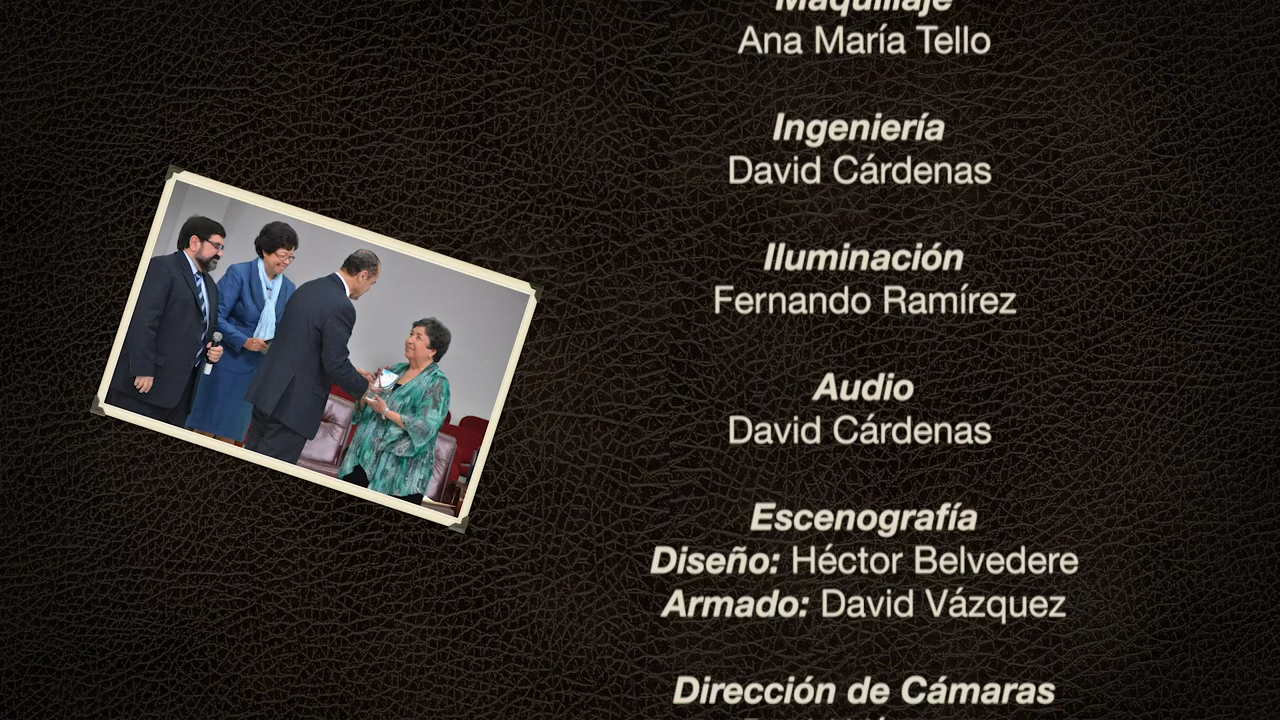 Maquillaje
Ana María Tello
Ingeniería
David Cárdenas
Iluminación
Fernando Ramírez
Audio
David Cárdenas
Escenografía
Diseño: Héctor Belvedere
Armado: David Vázquez
Dirección de Cámaras